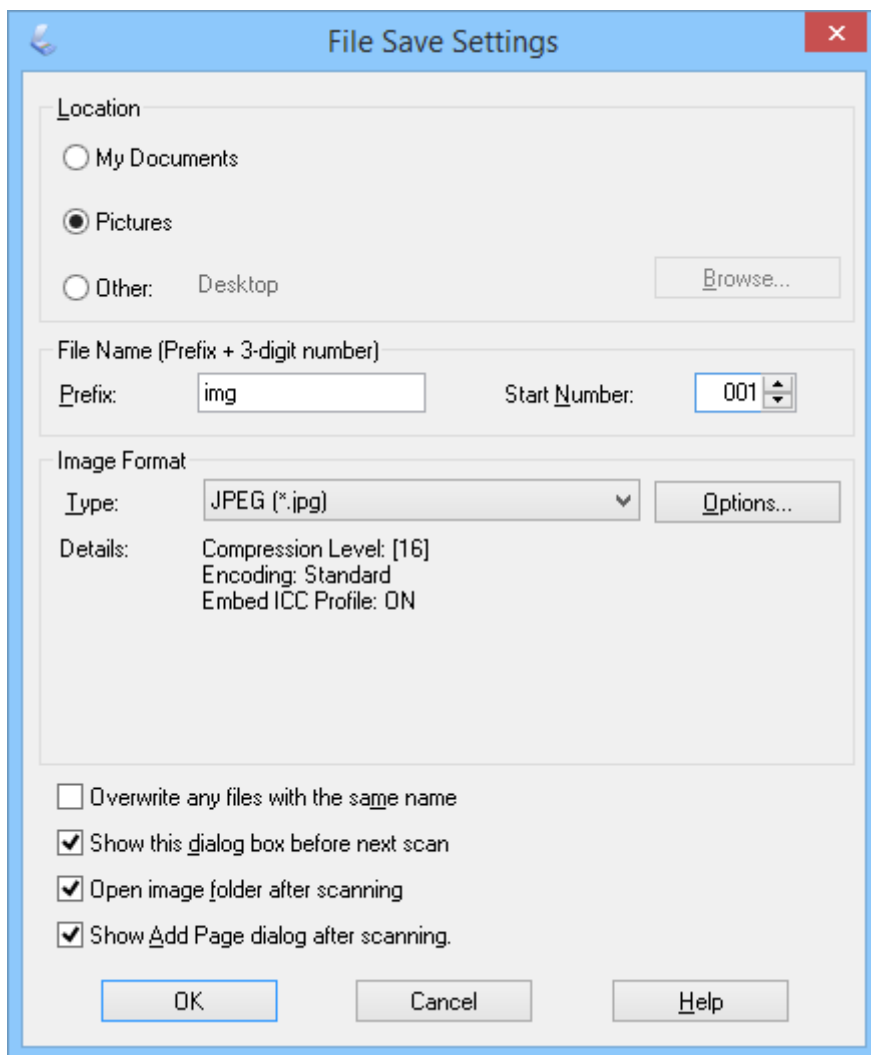 File Save Settings
Location
My Documents
Pictures
Other: Desktop Browse...
File Name (Prefix + 3-digit number)
Prefix: img Start Number: 001
Image Format
Type: JPEG (*.jpg) Options...
Details: Compression Level: [16]
Encoding: Standard
Embed ICC Profile: ON
Overwrite any files with the same name
Show this dialog box before next scan
Open image folder after scanning
Show Add Page dialog after scanning.
OK Cancel Help